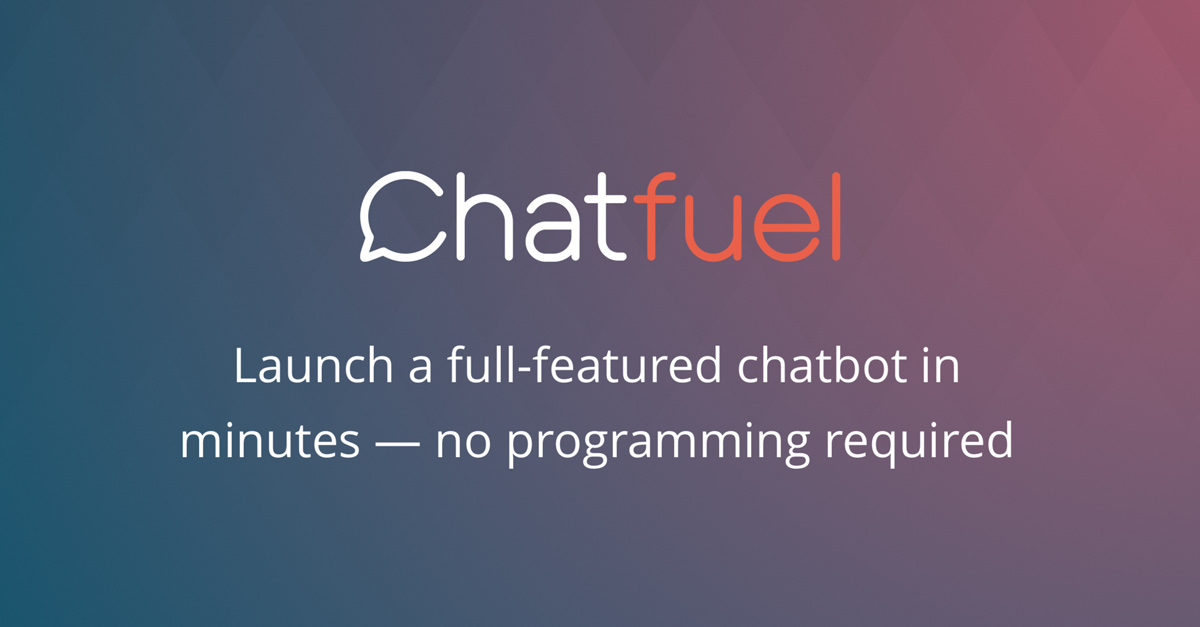 Chatfuel
Launch a full-featured chatbot in
minutes — no programming required